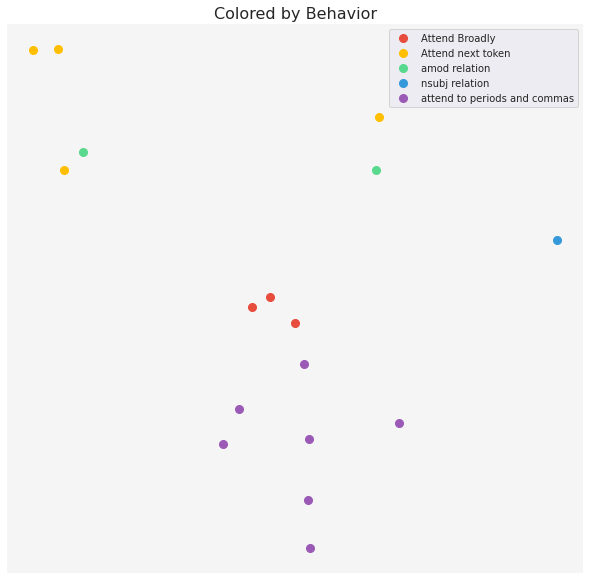 Colored by Behavior
Attend Broadly
Attend next token
amod relation
nsubj relation
attend to periods and commas